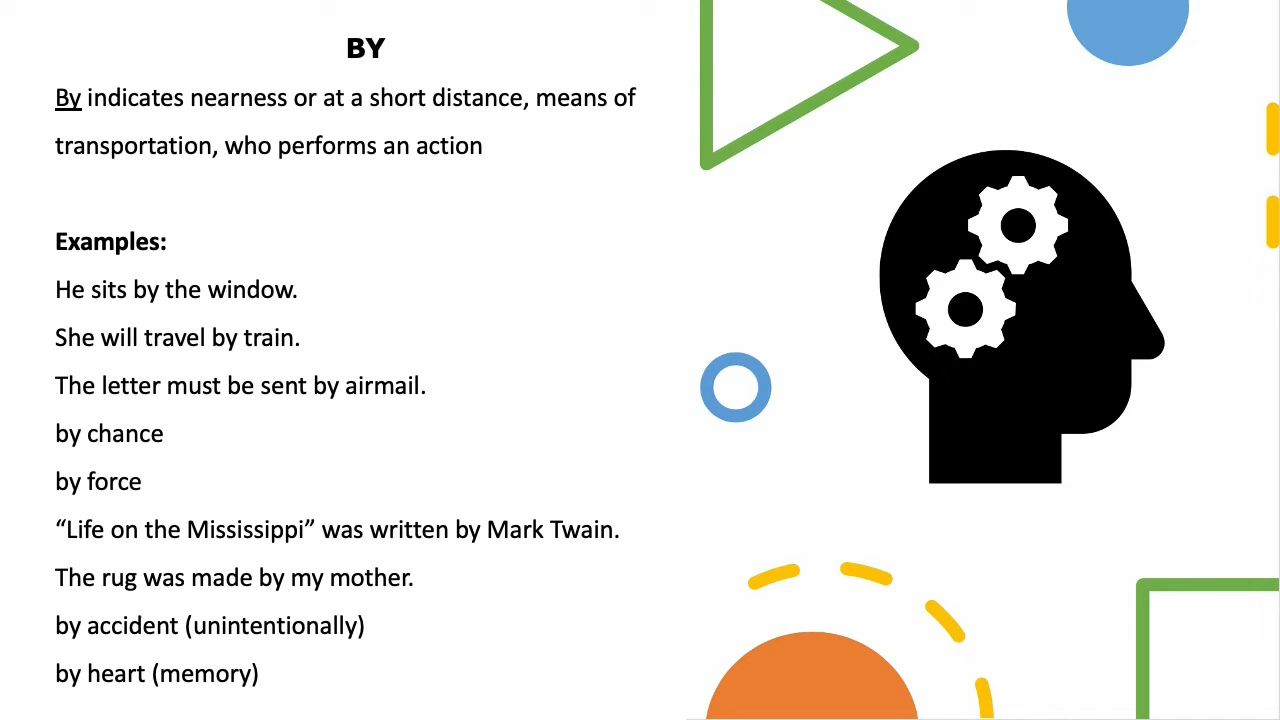 BY
By indicates nearness or at a short distance, means of
transportation, who performs an action
Examples:
He sits by the window.
She will travel by train.
The letter must be sent by airmail.
by chance
by force
“Life on the Mississippi” was written by Mark Twain.
The rug was made by my mother.
by accident (unintentionally)
by heart (memory)